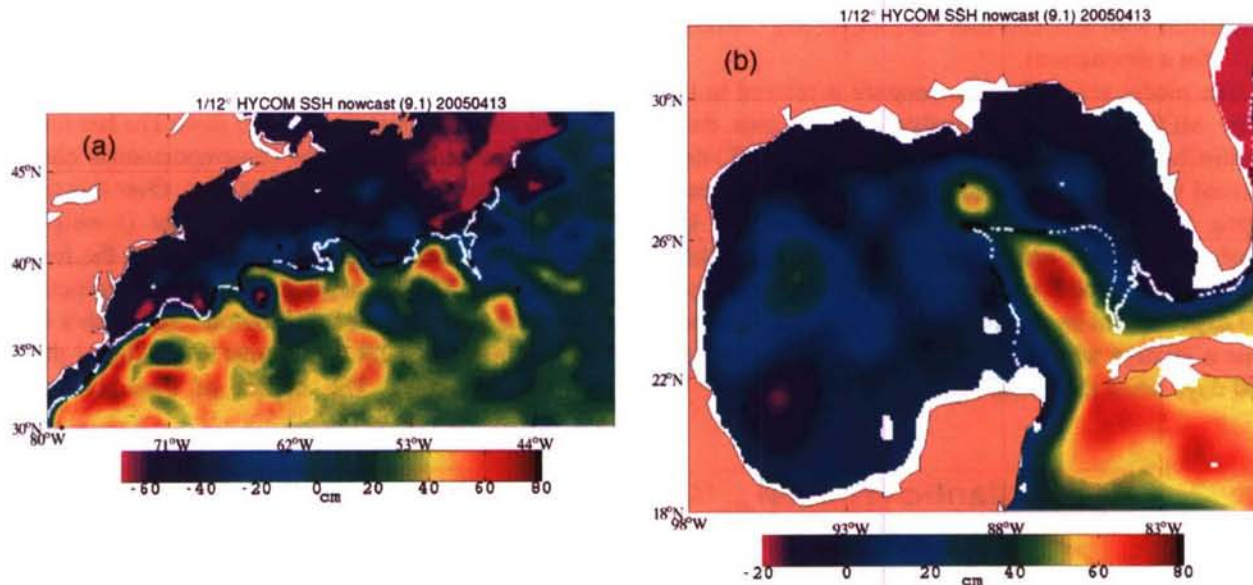 1/12° HYCOM SSH nowcast (9.1) 20050413
(a)
45°N
40°N
35°N
30°N
80°W 71°W 62°W 53°W 44°W
-60 -40 -20 0 20 40 60 80
cm
1/12° HYCOM SSH nowcast (9.1) 20050413
(b)
30°N
26°N
22°N
18°N
98°W 93°W 88°W 83°W
-20 0 20 40 60 80
cm